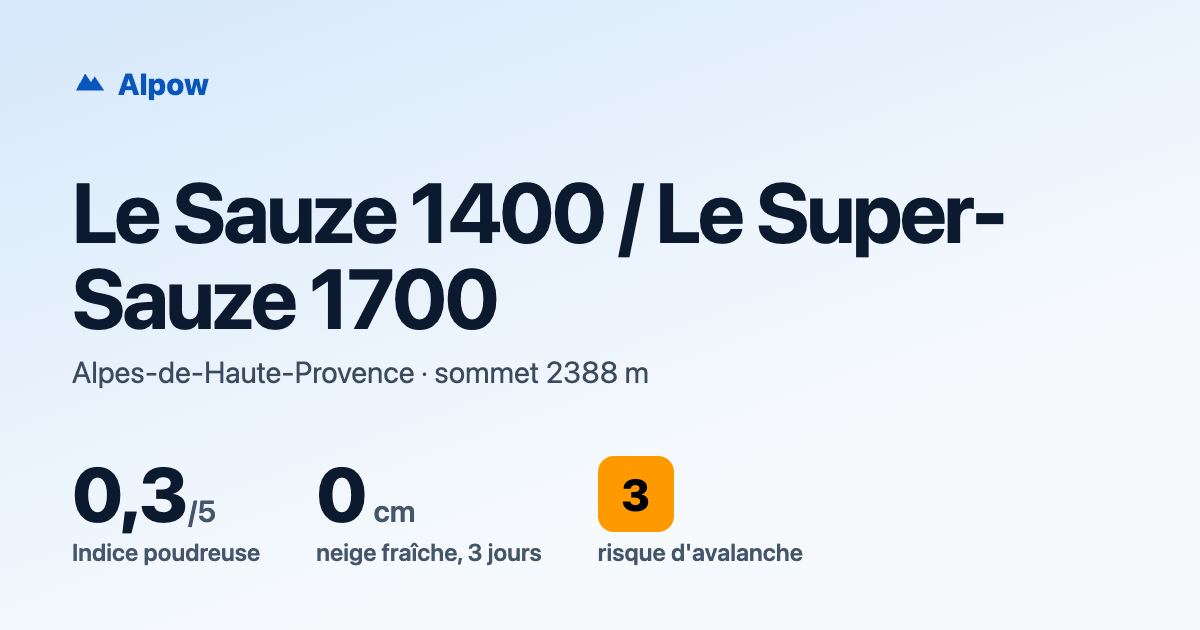 Alpow
Le Sauze 1400 / Le Super-
Sauze 1700
Alpes-de-Haute-Provence · sommet 2388 m
0,3/5
Indice poudreuse
0 cm
neige fraîche, 3 jours
3
risque d'avalanche